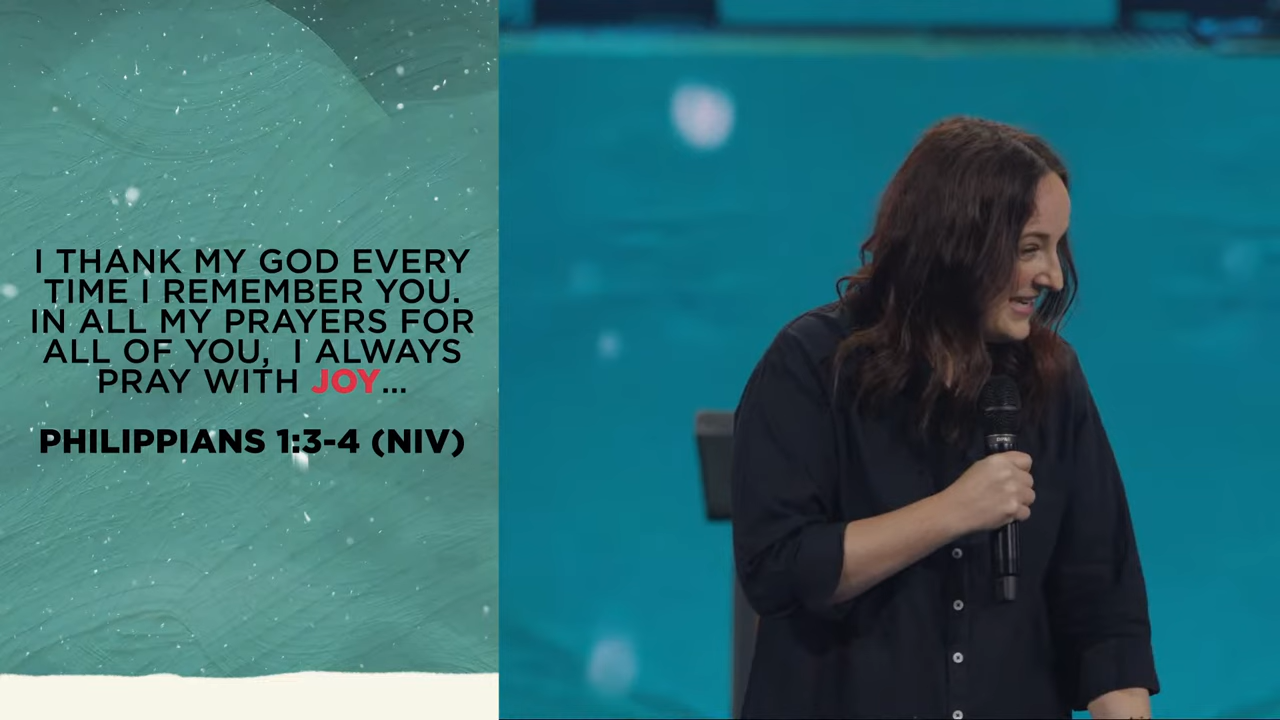 I THANK MY GOD EVERY
TIME I REMEMBER YOU.
IN ALL MY PRAYERS FOR
ALL OF YOU, I ALWAYS
PRAY WITH JOY...
PHILIPPIANS 1:3-4 (NIV)